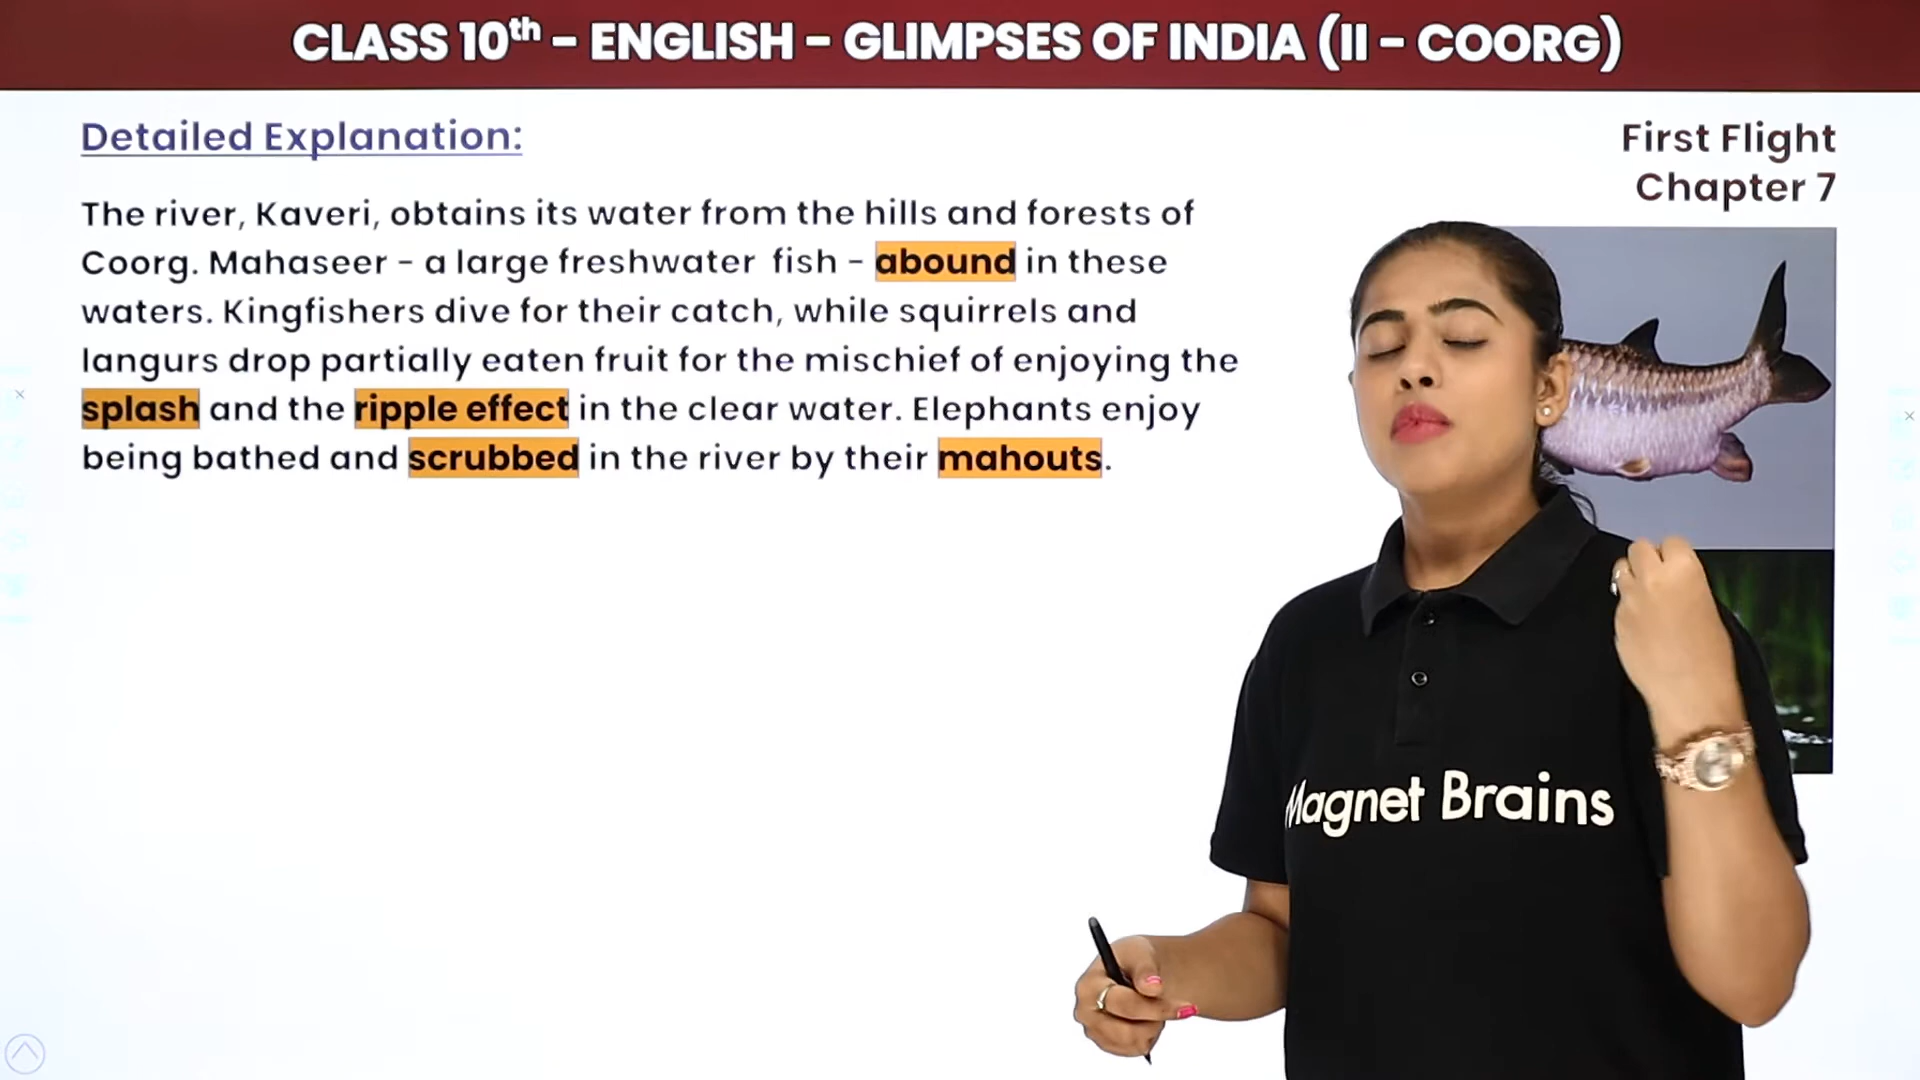 CLASS 10th – ENGLISH – GLIMPSES OF INDIA (II – COORG)
Detailed Explanation:
First Flight
Chapter 7
The river, Kaveri, obtains its water from the hills and forests of
Coorg. Mahaseer – a large freshwater fish – abound in these
waters. Kingfishers dive for their catch, while squirrels and
langurs drop partially eaten fruit for the mischief of enjoying the
splash and the ripple effect in the clear water. Elephants enjoy
being bathed and scrubbed in the river by their mahouts.
Magnet Brains